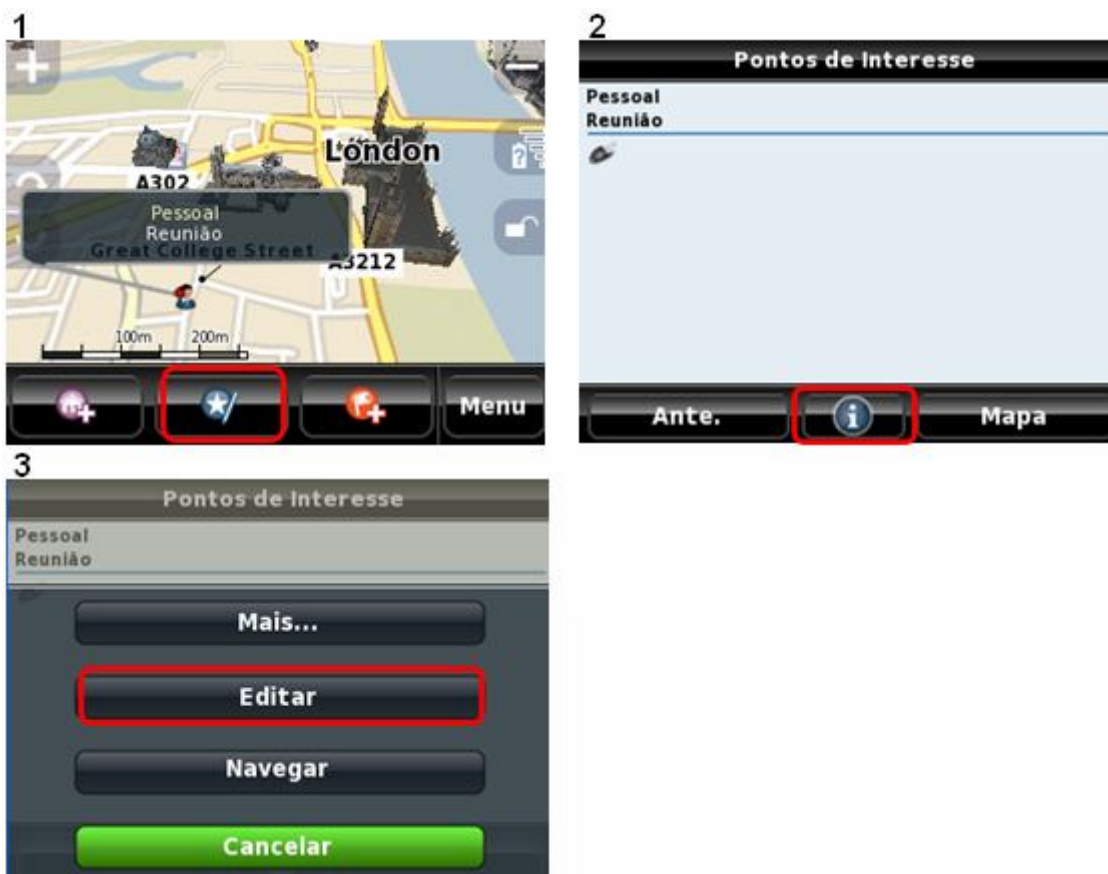 1
London
A302
Pessoal
Reunião
Great College Street
A3212
100m 200m
Menu
2
Pontos de Interesse
Pessoal
Reunião
Ante.
Mapa
3
Pontos de Interesse
Pessoal
Reunião
Mais...
Editar
Navegar
Cancelar